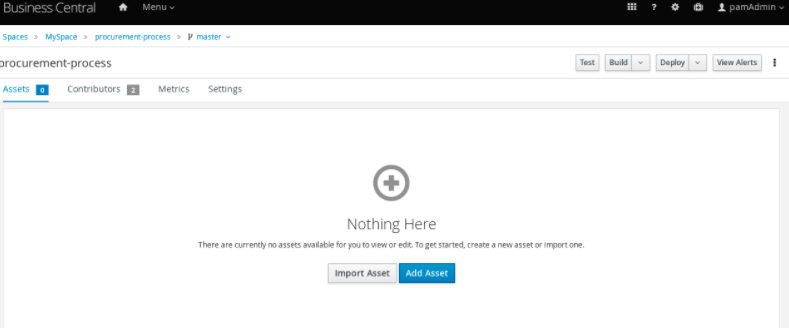 Business Central Menu ? pamAdmin
Spaces » MySpace » procurement-process » master
procurement-process Test Build Deploy View Alerts
Assets 0 Contributors 2 Metrics Settings
Nothing Here
There are currently no assets available for you to view or edit. To get started, create a new asset or import one.
Import Asset Add Asset